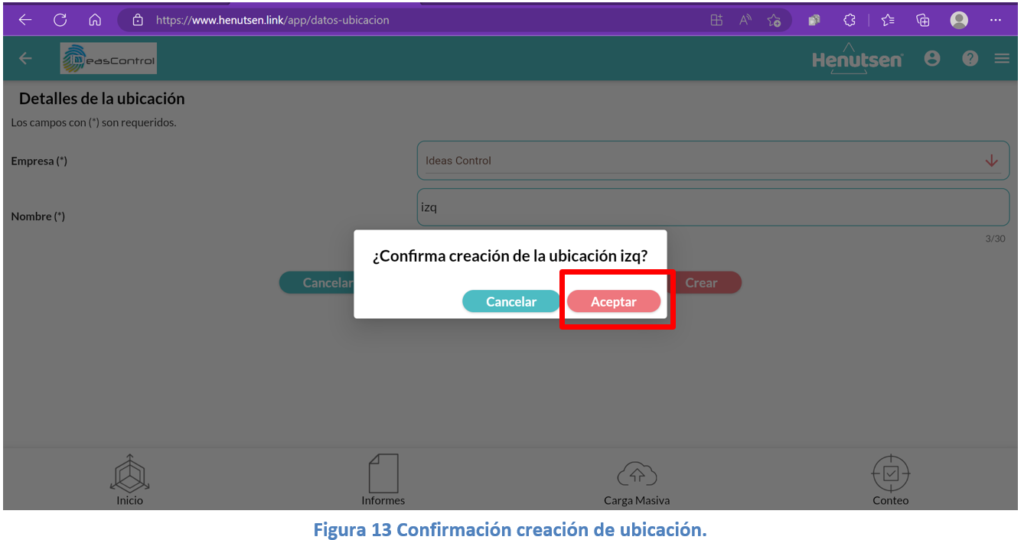 https://www.henutsen.link/app/datos-ubicacion
IDeasControl
Henutsen
Detalles de la ubicación
Los campos con (*) son requeridos.
Empresa (*)
Ideas Control
Nombre (*)
izq
3/30
¿Confirma creación de la ubicación izq?
Cancelar
Crear
Cancelar
Aceptar
Inicio
Informes
Carga Masiva
Conteo
Figura 13 Confirmación creación de ubicación.